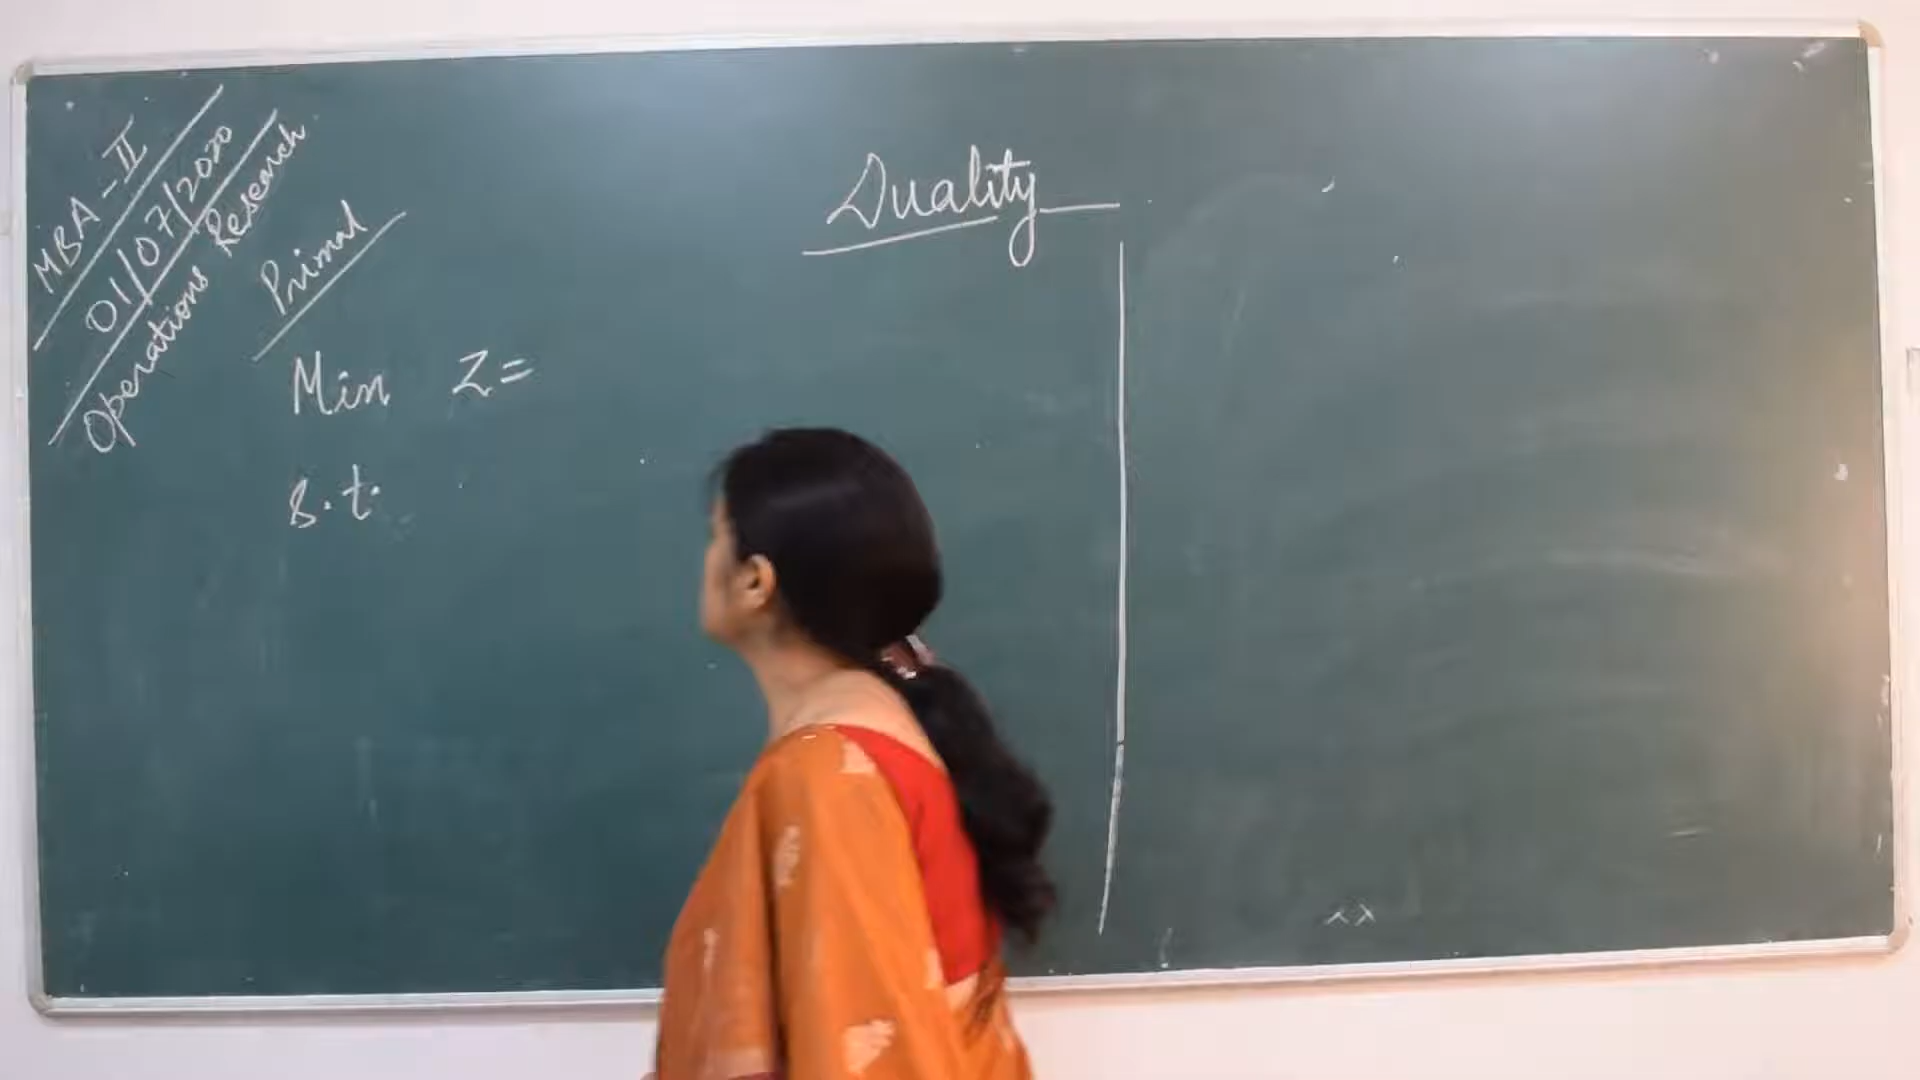 MBA-II
01/07/2020
Operations Research
Primal
Duality
Min Z=
s.t.